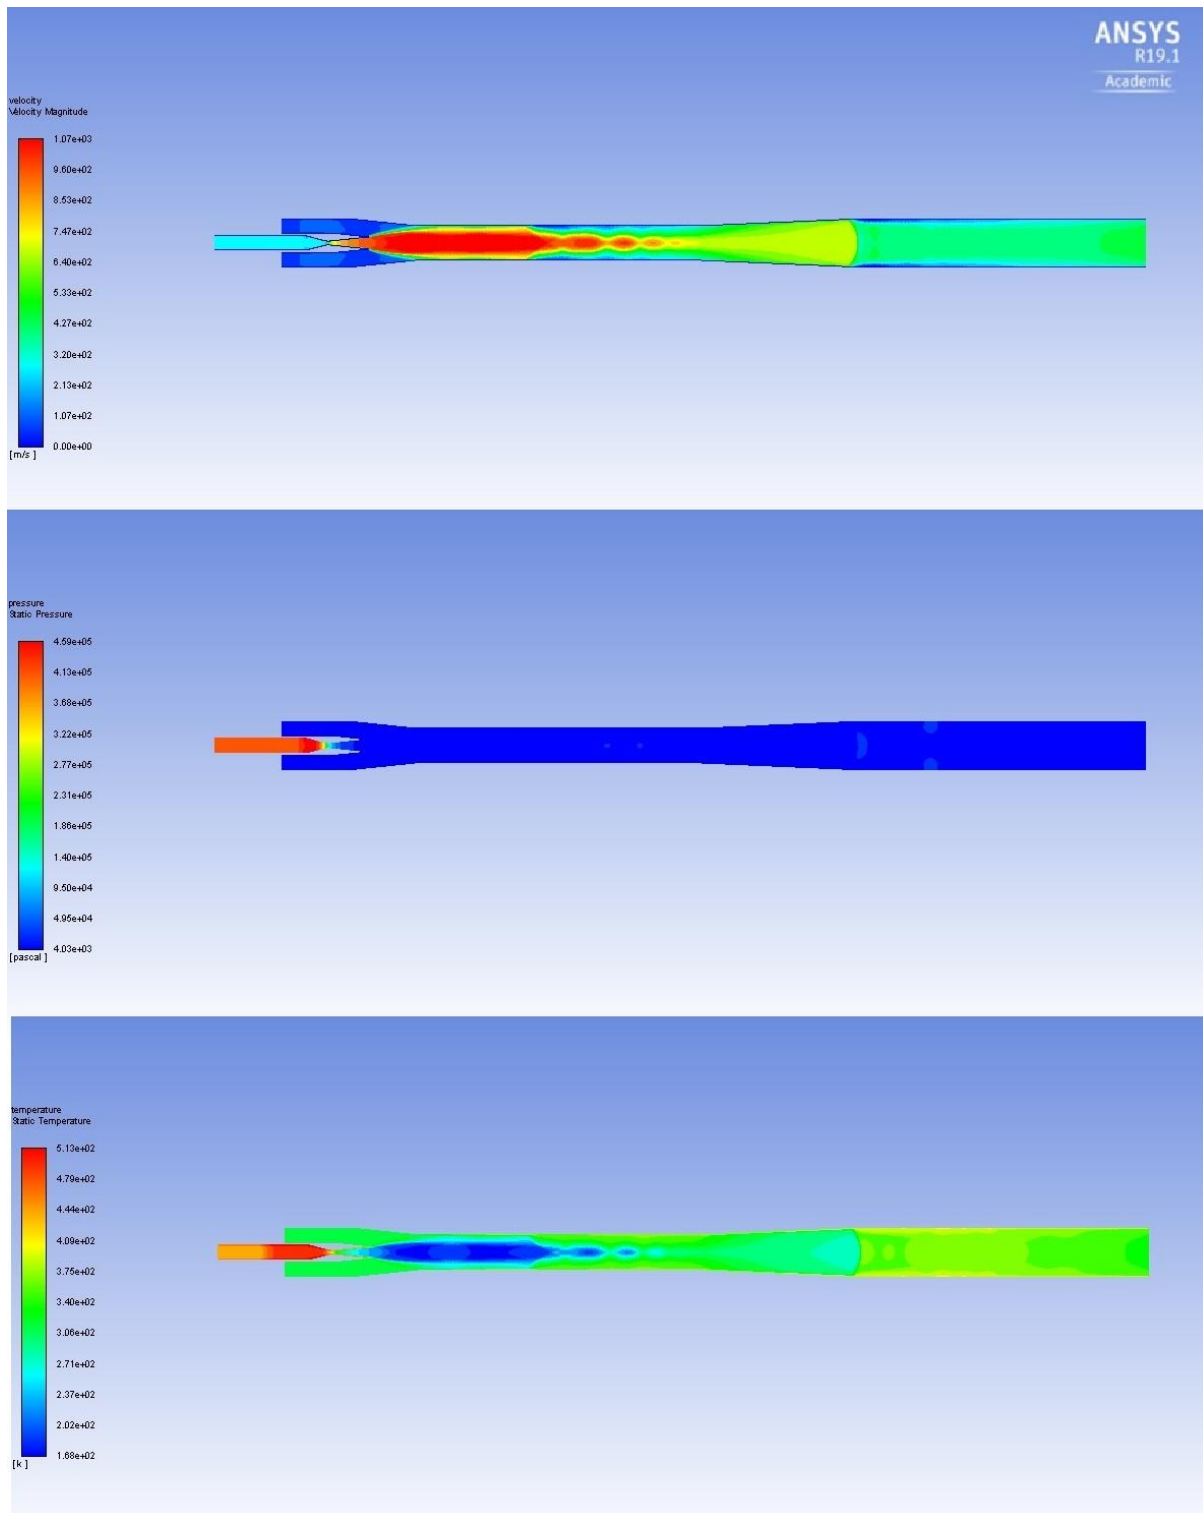 ANSYS
R19.1
Academic
velocity
Velocity Magnitude
1.07e+03
9.60e+02
8.53e+02
7.47e+02
6.40e+02
5.33e+02
4.27e+02
3.20e+02
2.13e+02
1.07e+02
0.00e+00
[m/s ]
pressure
Static Pressure
4.59e+05
4.13e+05
3.68e+05
3.22e+05
2.77e+05
2.31e+05
1.86e+05
1.40e+05
9.50e+04
4.95e+04
4.03e+03
[pascal ]
temperature
Static Temperature
5.13e+02
4.79e+02
4.44e+02
4.09e+02
3.75e+02
3.40e+02
3.06e+02
2.71e+02
2.37e+02
2.02e+02
1.68e+02
[k ]